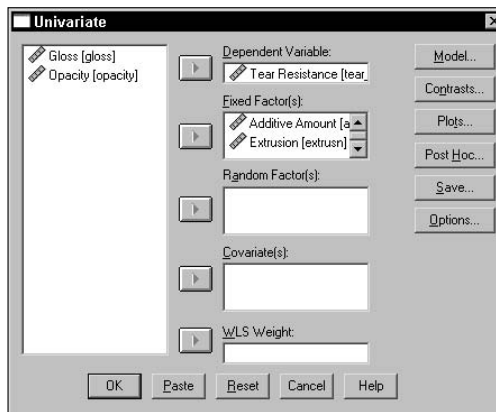 Univariate
Gloss [gloss]
Opacity [opacity]
Dependent Variable:
Tear Resistance [tear_
Fixed Factor(s):
Additive Amount [a
Extrusion [extrusn]
Random Factor(s):
Covariate(s):
WLS Weight:
Model...
Contrasts...
Plots...
Post Hoc...
Save...
Options...
OK
Paste
Reset
Cancel
Help